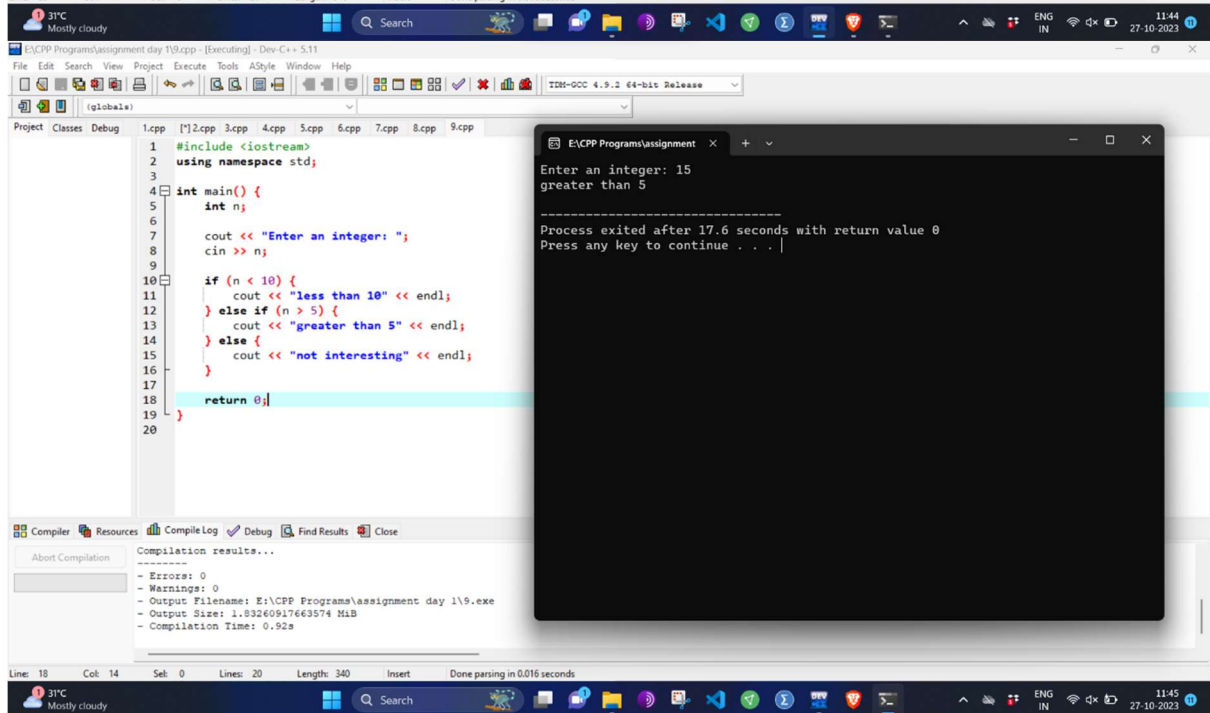 31°C
Mostly cloudy
Search
ENG
IN
11:44
27-10-2023
E:\CPP Programs\assignment day 1\9.cpp - [Executing] - Dev-C++ 5.11
File Edit Search View Project Execute Tools AStyle Window Help
TDM-GCC 4.9.2 64-bit Release
(globals)
Project Classes Debug
1.cpp [*] 2.cpp 3.cpp 4.cpp 5.cpp 6.cpp 7.cpp 8.cpp 9.cpp
1 #include <iostream>
2 using namespace std;
3
4 int main() {
5 int n;
6
7 cout << "Enter an integer: ";
8 cin >> n;
9
10 if (n < 10) {
11 cout << "less than 10" << endl;
12 } else if (n > 5) {
13 cout << "greater than 5" << endl;
14 } else {
15 cout << "not interesting" << endl;
16 }
17
18 return 0;
19 }
20
E:\CPP Programs\assignment
Enter an integer: 15
greater than 5
--------------------------------
Process exited after 17.6 seconds with return value 0
Press any key to continue . . .
Compiler Resources Compile Log Debug Find Results Close
Abort Compilation
Compilation results...
--------
- Errors: 0
- Warnings: 0
- Output Filename: E:\CPP Programs\assignment day 1\9.exe
- Output Size: 1.83260917663574 MiB
- Compilation Time: 0.92s
Line: 18 Col: 14 Sel: 0 Lines: 20 Length: 340 Insert Done parsing in 0.016 seconds
31°C
Mostly cloudy
Search
ENG
IN
11:45
27-10-2023